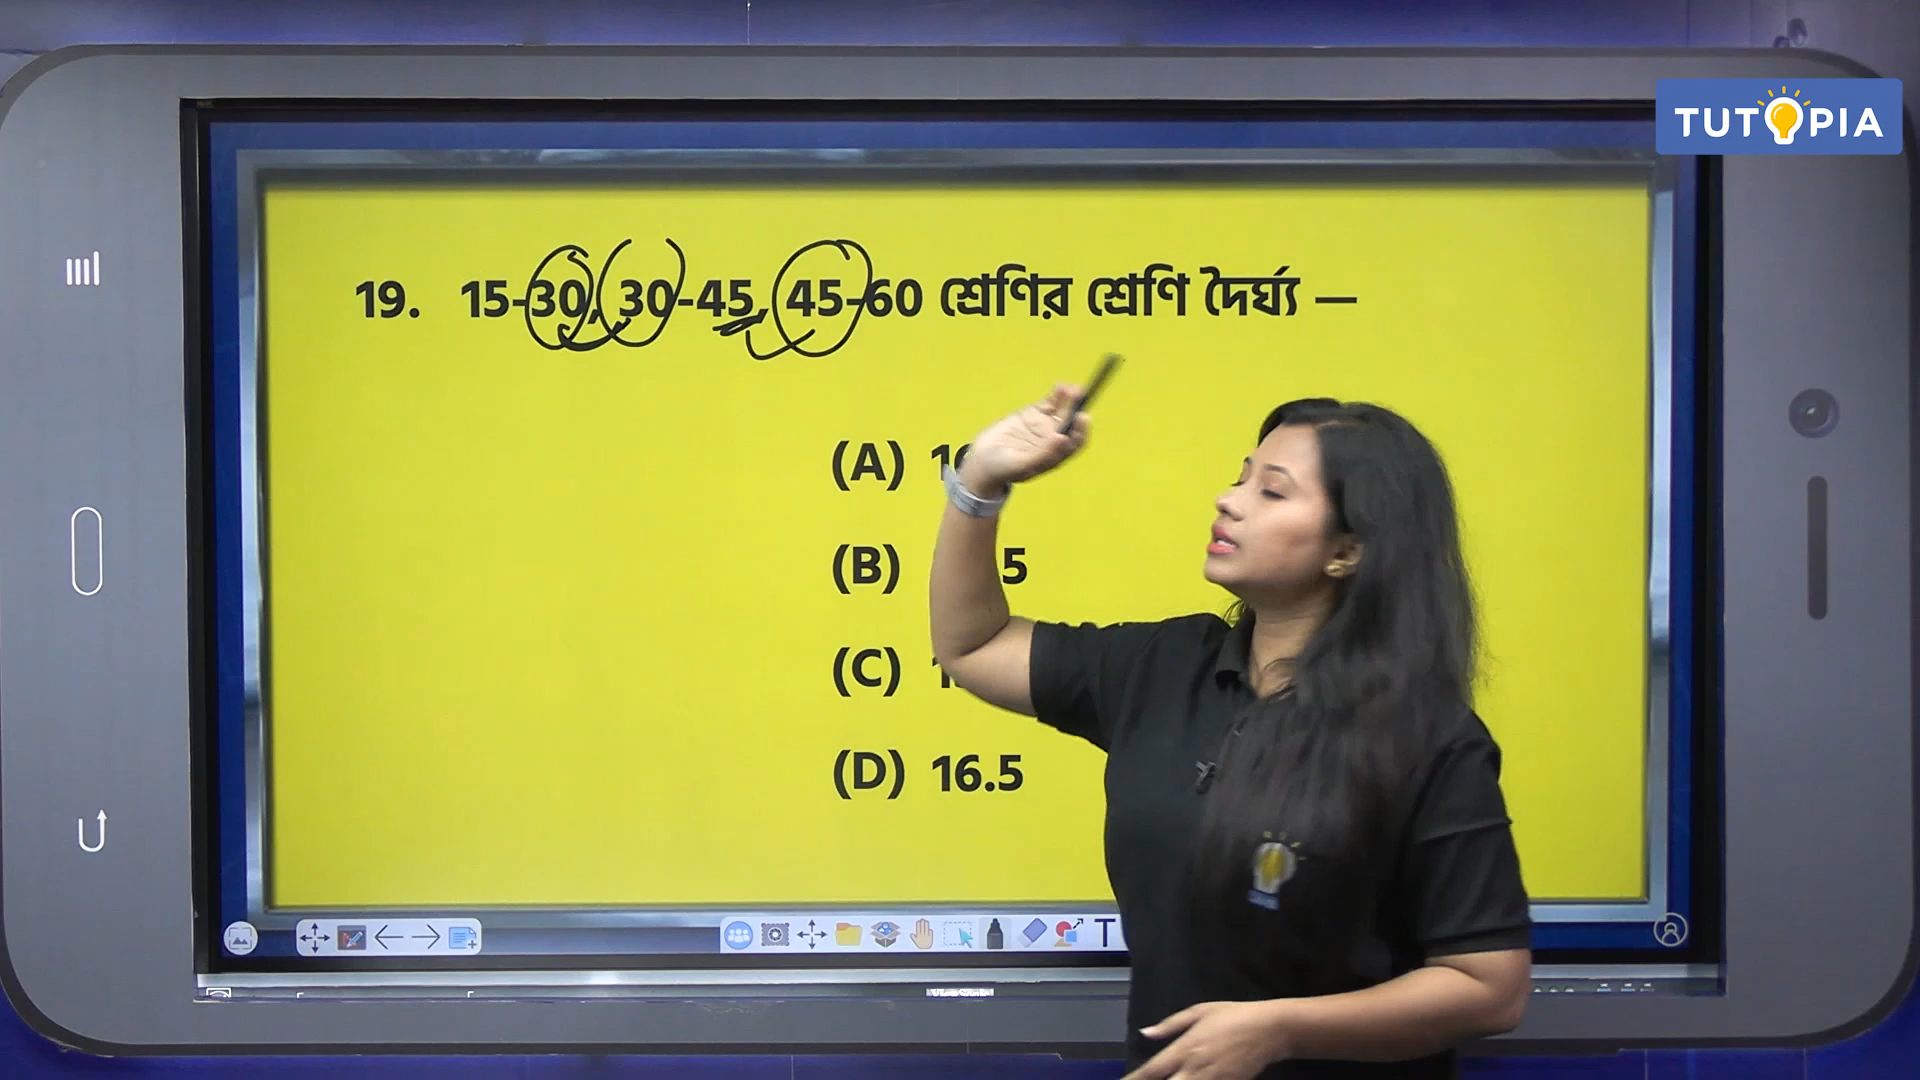 TUTOPIA
19. 15-30, 30-45, 45-60 শ্রেণির শ্রেণি দৈর্ঘ্য —
(A)
(B)
(C)
(D) 16.5
T